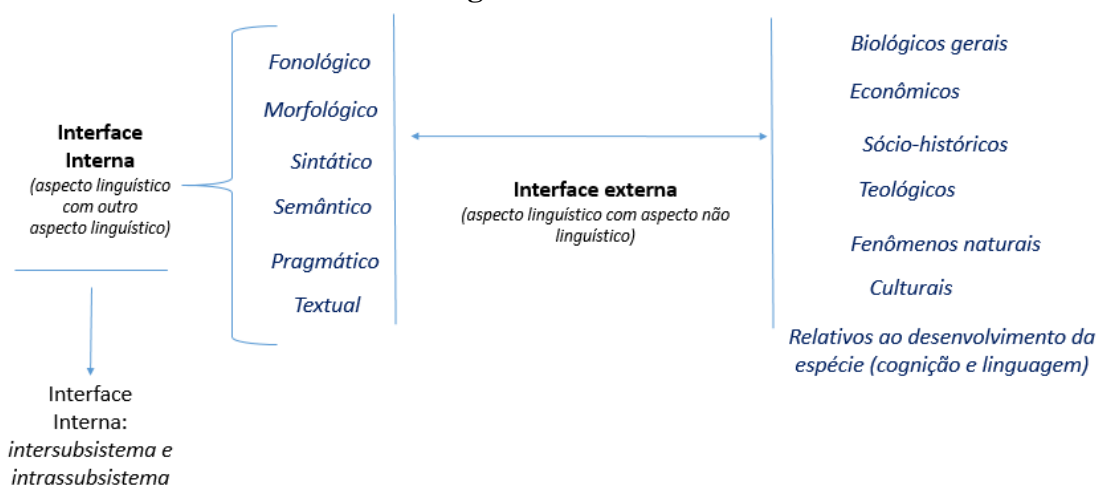 Interface
Interna
(aspecto linguístico
com outro
aspecto linguístico)
Interface
Interna:
intersubsistema e
intrassubsistema
Fonológico
Morfológico
Sintático
Semântico
Pragmático
Textual
Interface externa
(aspecto linguístico com aspecto não
linguístico)
Biológicos gerais
Econômicos
Sócio-históricos
Teológicos
Fenômenos naturais
Culturais
Relativos ao desenvolvimento da
espécie (cognição e linguagem)